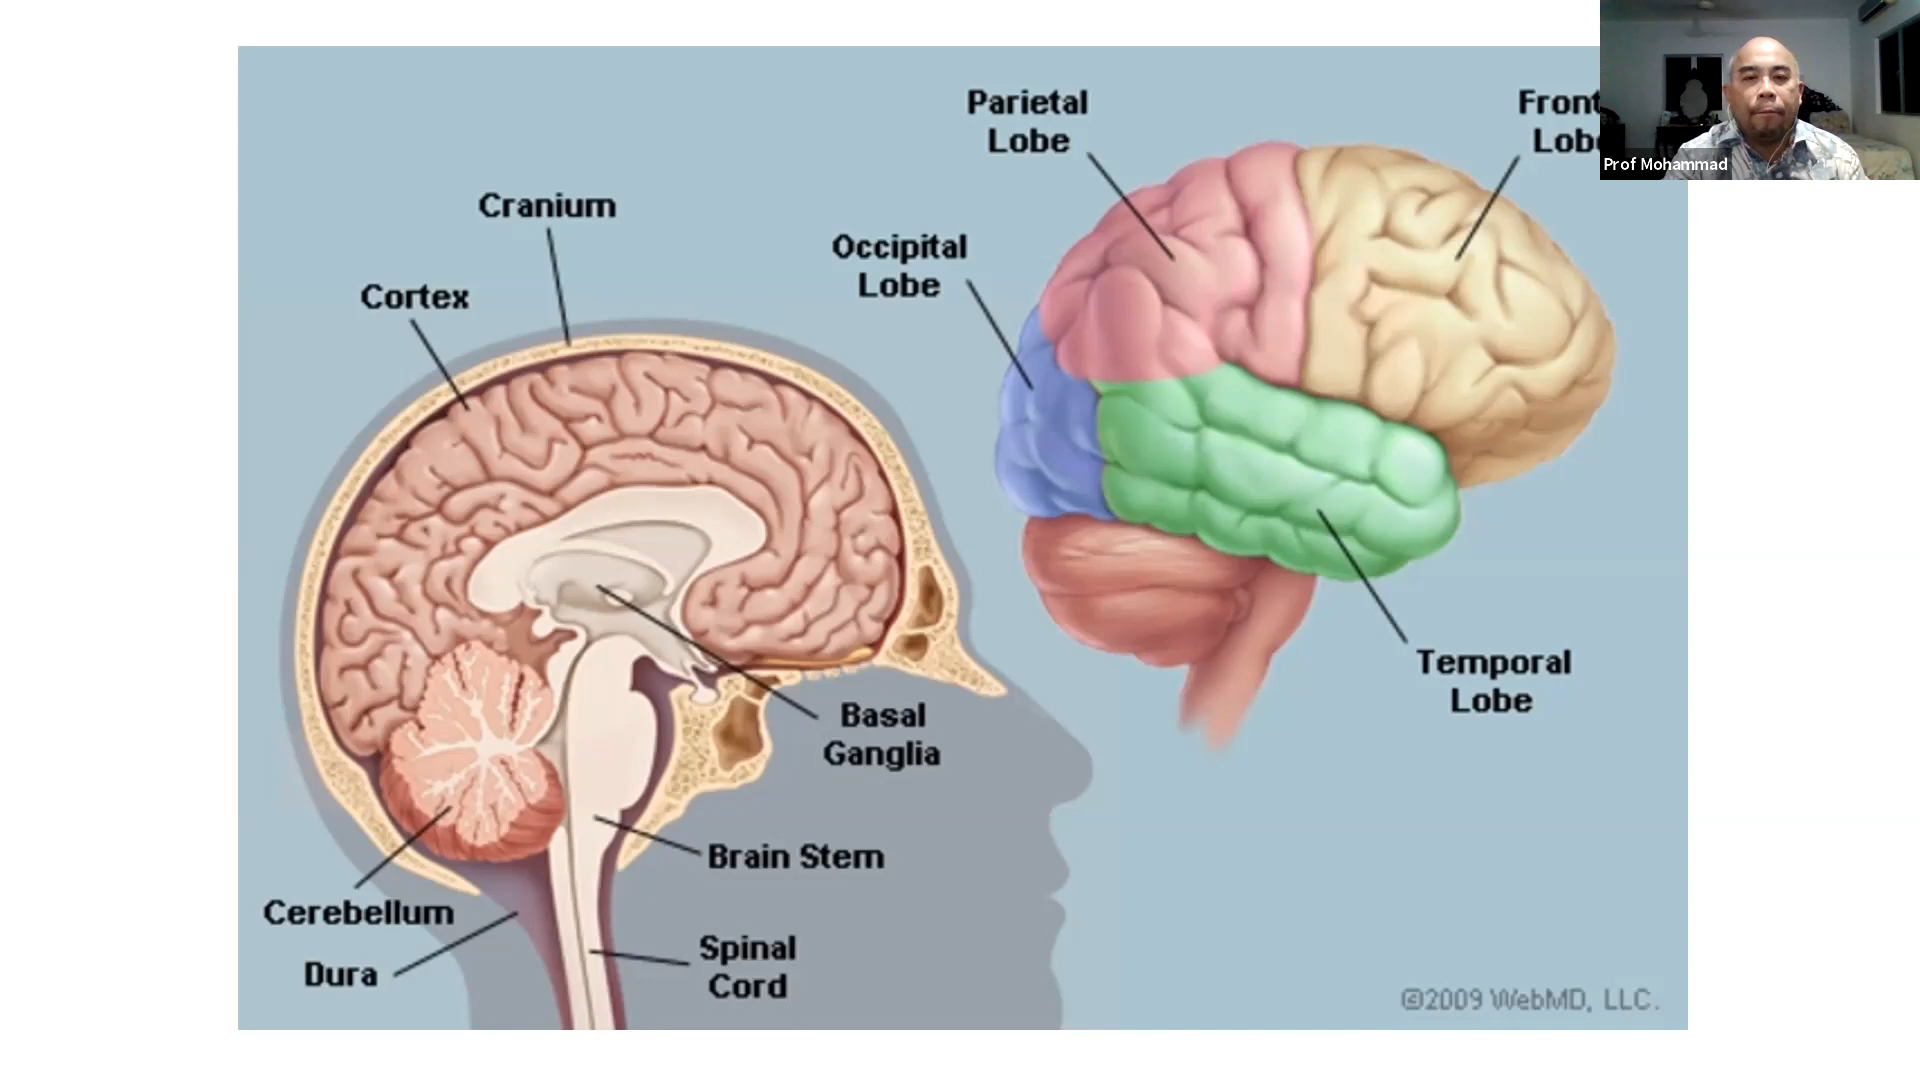 Parietal
Lobe
Front
Lob
Prof Mohammad
Cranium
Occipital
Lobe
Cortex
Temporal
Lobe
Basal
Ganglia
Brain Stem
Cerebellum
Spinal
Cord
Dura
©2009 WebMD, LLC.